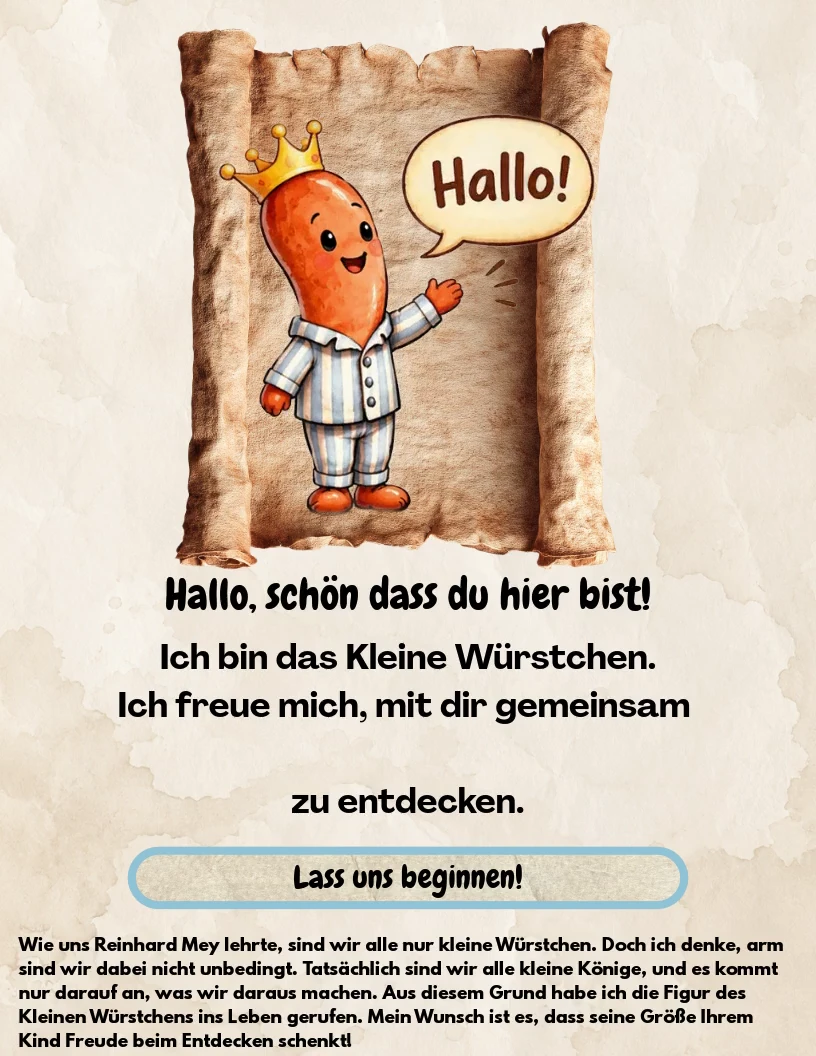 Hallo!
Hallo, schön dass du hier bist!
Ich bin das Kleine Würstchen.
Ich freue mich, mit dir gemeinsam
zu entdecken.
Lass uns beginnen!
Wie uns Reinhard Mey lehrte, sind wir alle nur kleine Würstchen. Doch ich denke, arm
sind wir dabei nicht unbedingt. Tatsächlich sind wir alle kleine Könige, und es kommt
nur darauf an, was wir daraus machen. Aus diesem Grund habe ich die Figur des
Kleinen Würstchens ins Leben gerufen. Mein Wunsch ist es, dass seine Größe Ihrem
Kind Freude beim Entdecken schenkt!